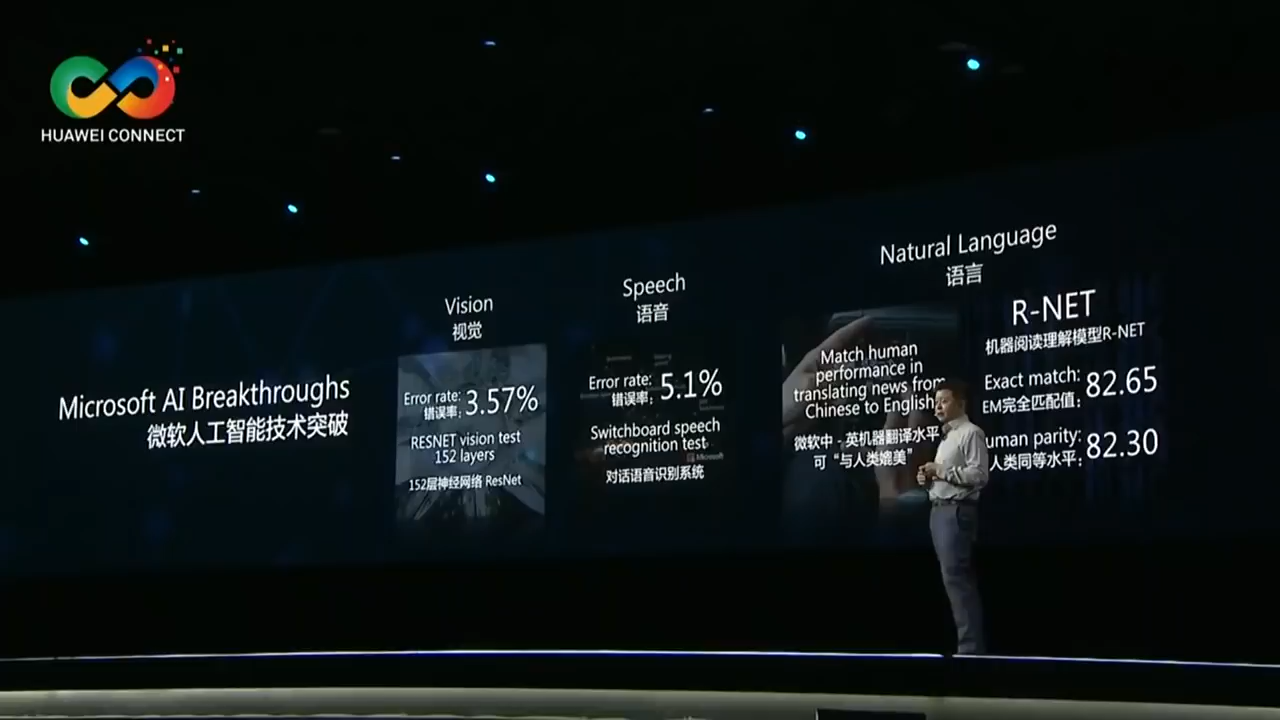 HUAWEI CONNECT
Microsoft AI Breakthroughs
微软人工智能技术突破
Vision
视觉
Error rate:
错误率:
3.57%
RESNET vision test
152 layers
152层神经网络 ResNet
Speech
语音
Error rate:
错误率:
5.1%
Switchboard speech
recognition test
Microsoft
对话语音识别系统
Natural Language
语言
Match human
performance in
translating news from
Chinese to English
微软中-英机器翻译水平
可“与人类媲美”
R-NET
机器阅读理解模型R-NET
Exact match:
EM完全匹配值:
82.65
uman parity:
人类同等水平:
82.30